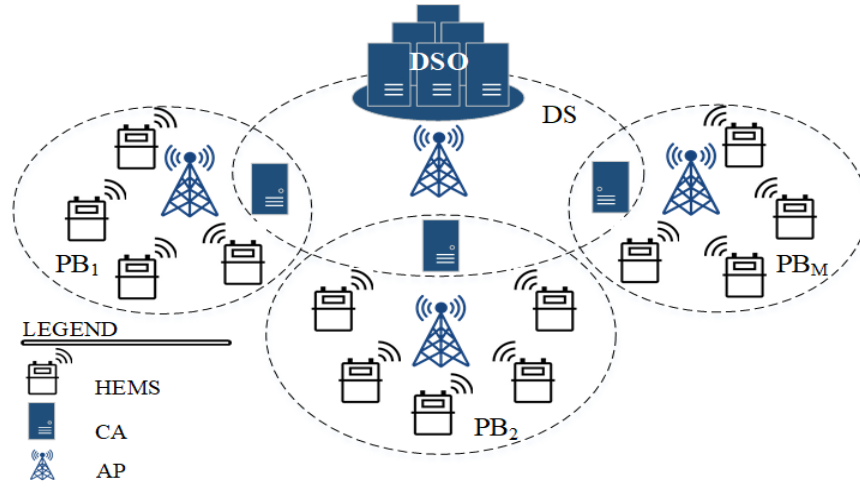 DSO
DS
PB1
PBM
PB2
LEGEND
HEMS
CA
AP